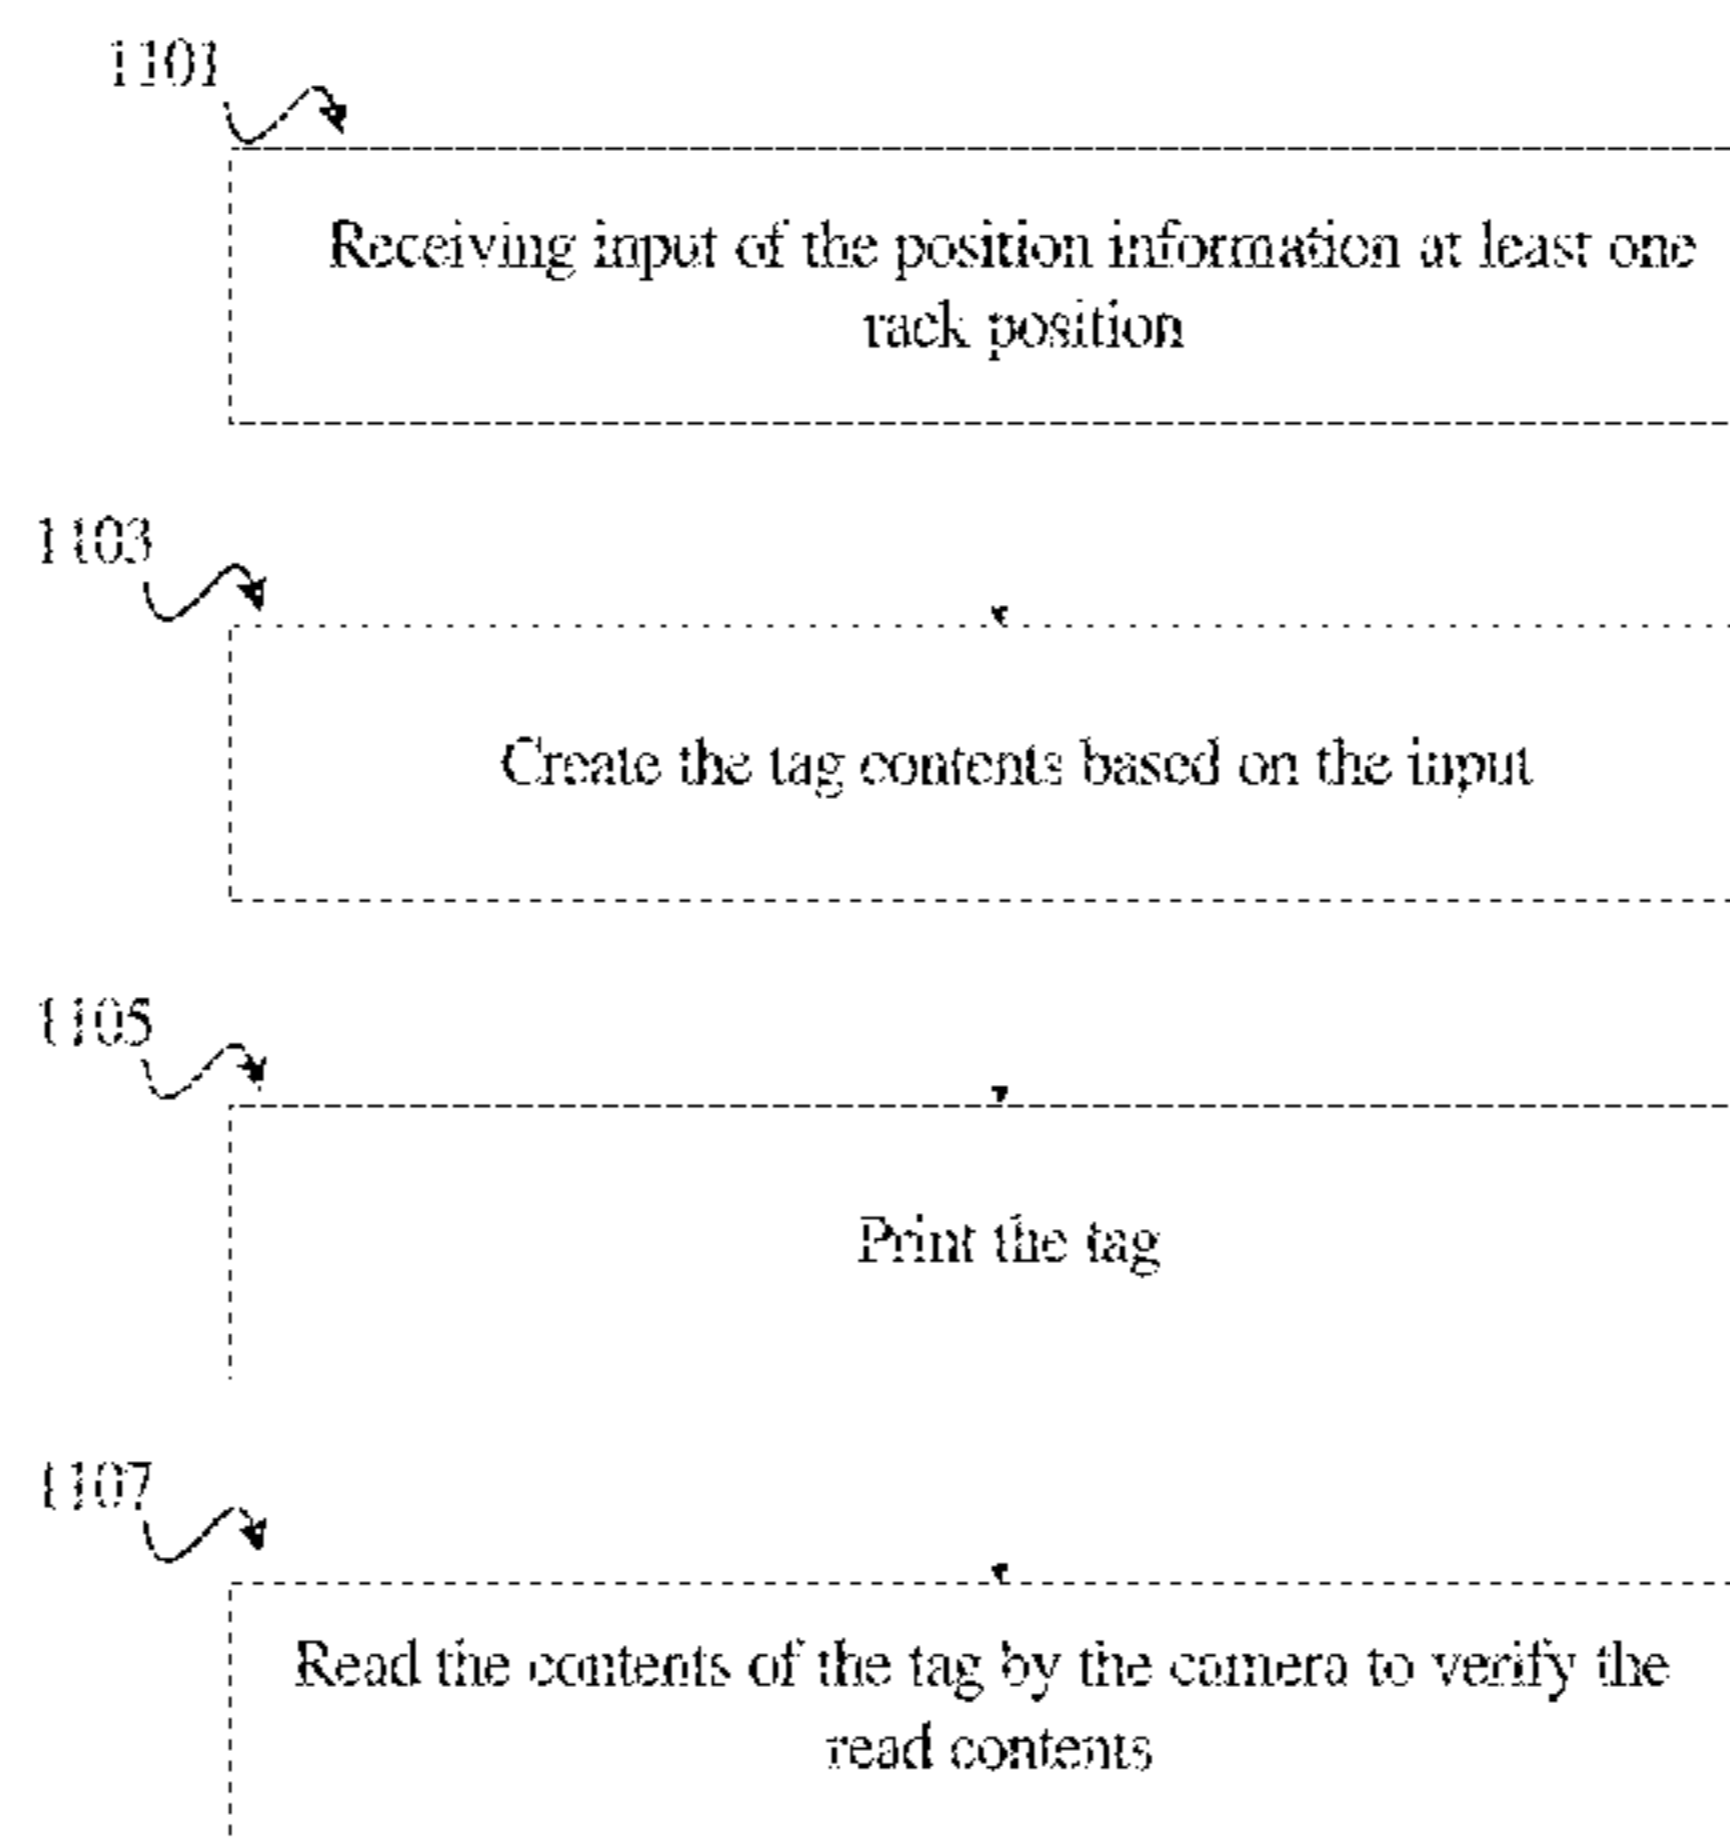 1101
Receiving input of the position information at least one
rack position
1103
Create the tag contents based on the input
1105
Print the tag
1107
Read the contents of the tag by the camera to verify the
read contents